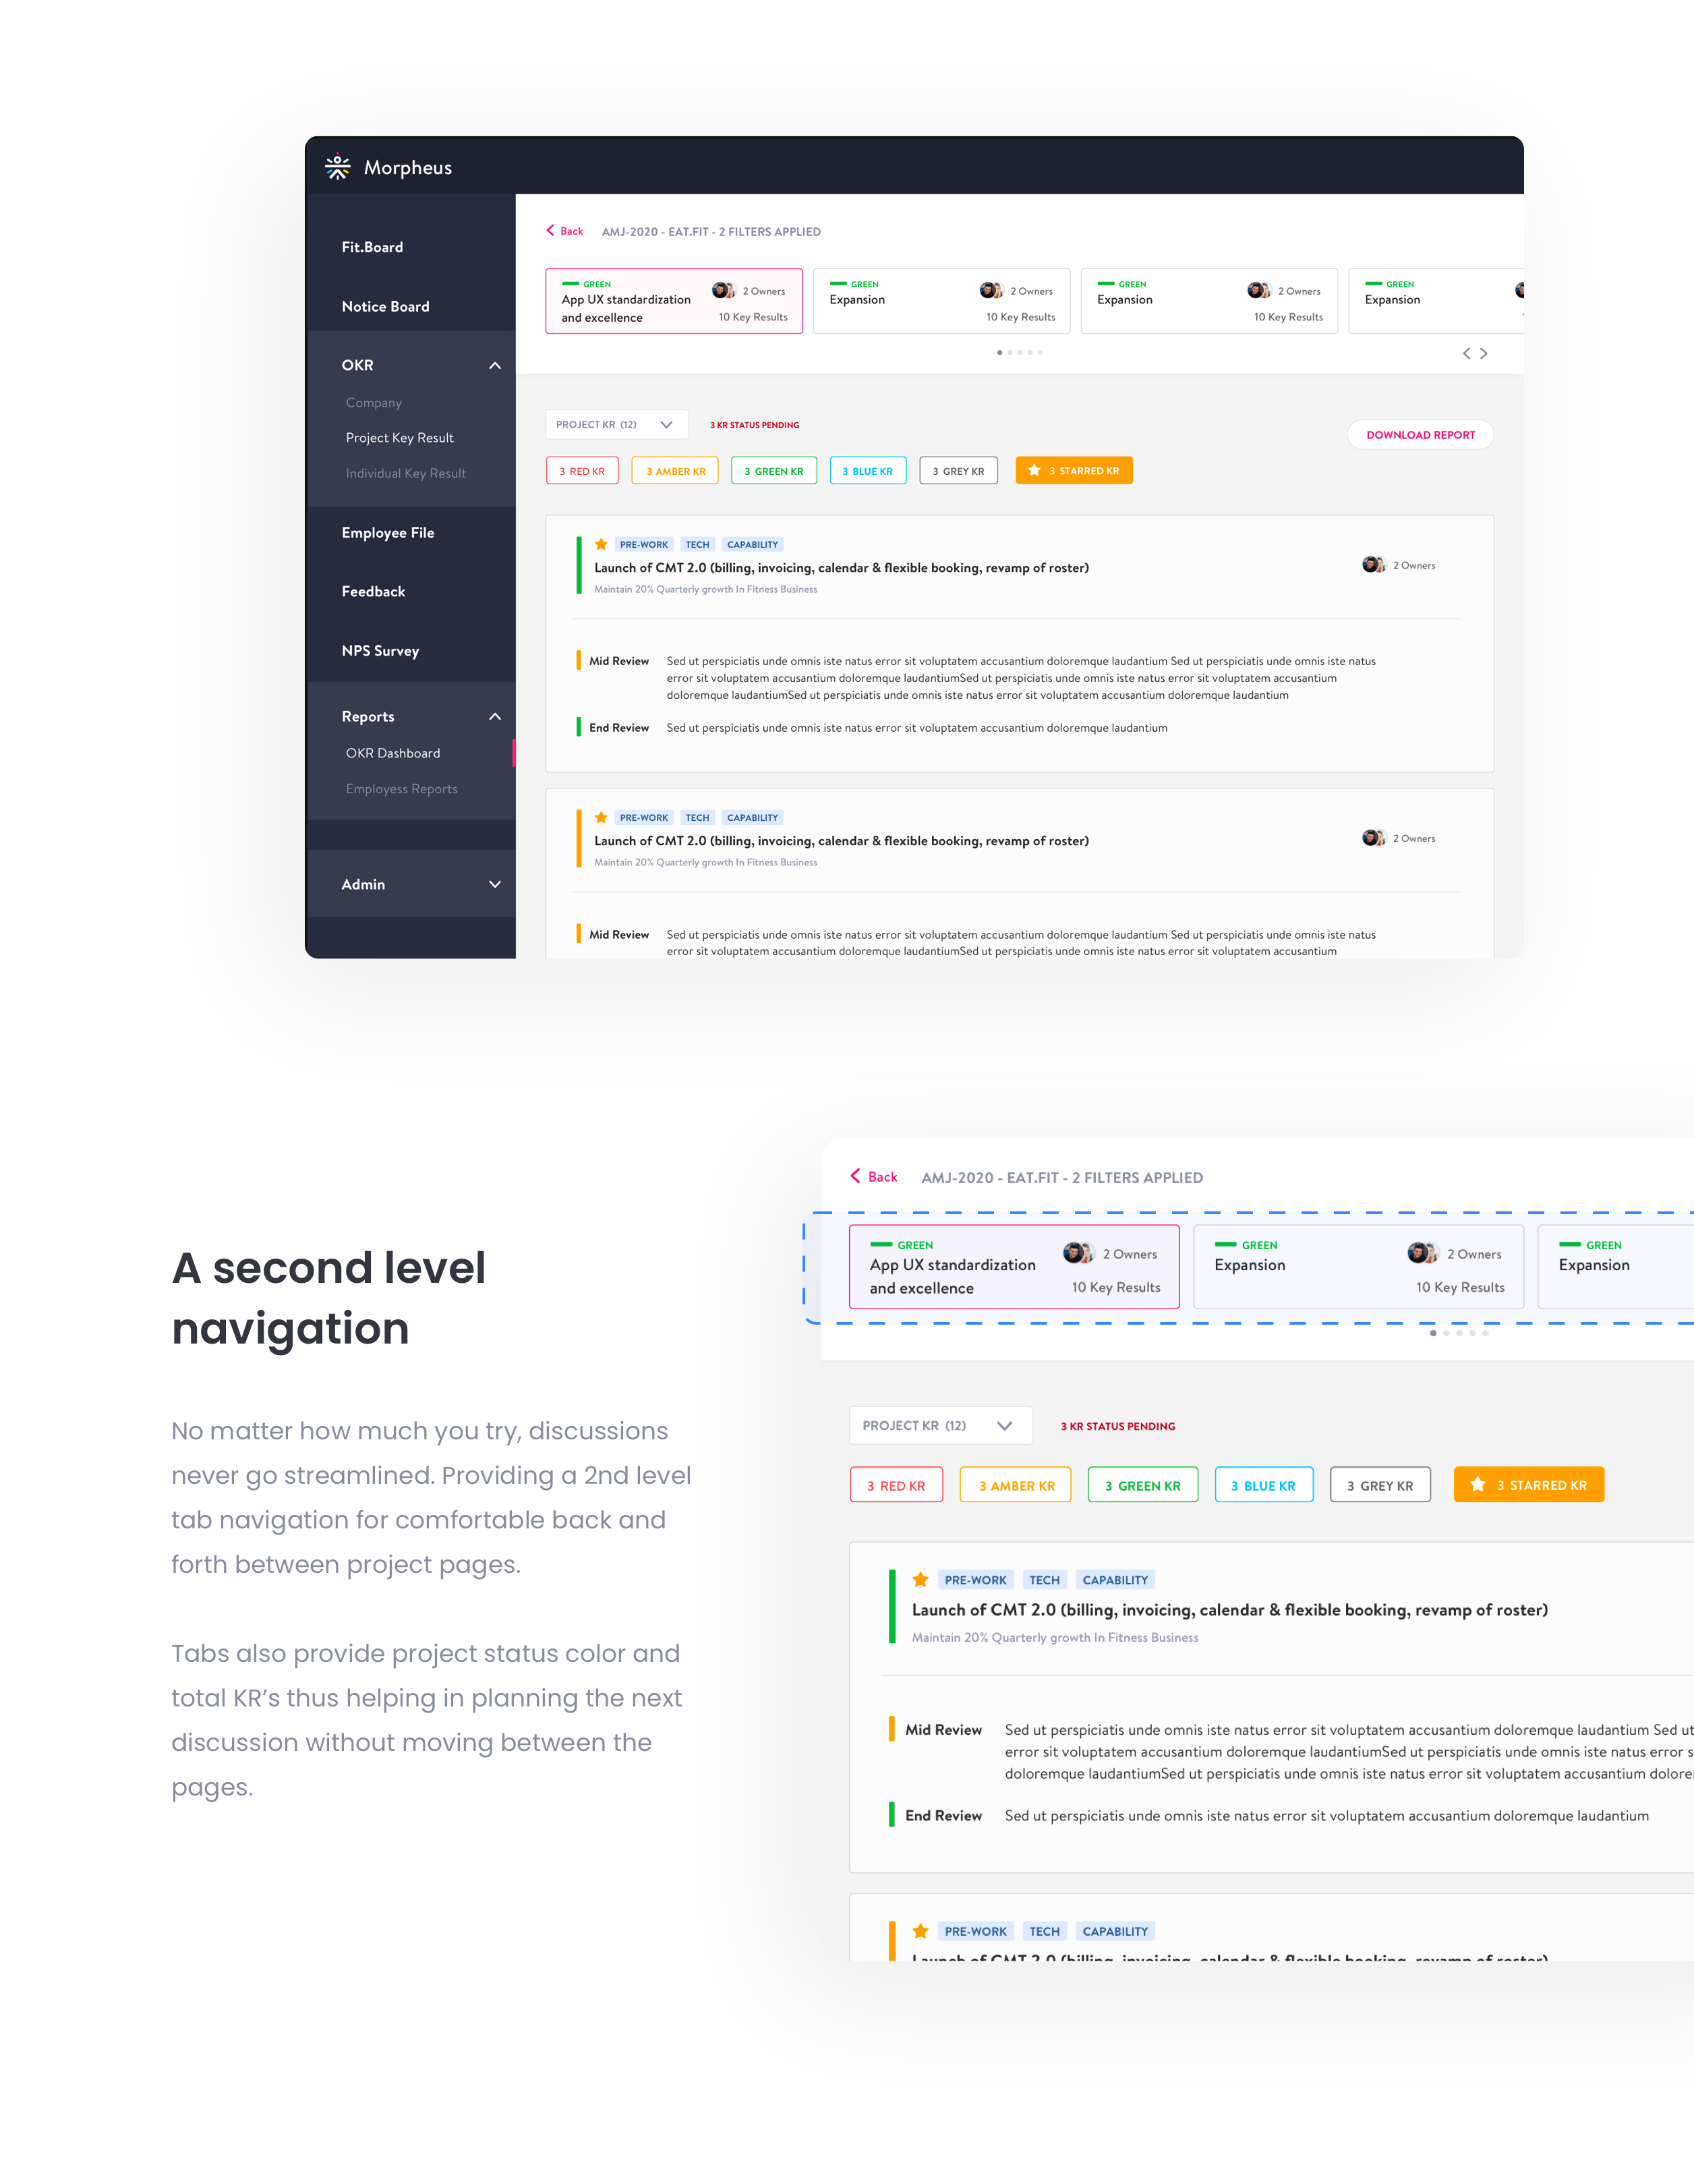 Morpheus
Fit.Board
Notice Board
OKR
Company
Project Key Result
Individual Key Result
Employee File
Feedback
NPS Survey
Reports
OKR Dashboard
Employess Reports
Admin
Back AMJ-2020 - EAT.FIT - 2 FILTERS APPLIED
GREEN
App UX standardization
and excellence
2 Owners
10 Key Results
GREEN
Expansion
2 Owners
10 Key Results
GREEN
Expansion
2 Owners
10 Key Results
GREEN
Expansion
PROJECT KR (12)
3 KR STATUS PENDING
DOWNLOAD REPORT
3 RED KR 3 AMBER KR 3 GREEN KR 3 BLUE KR 3 GREY KR 3 STARRED KR
PRE-WORK TECH CAPABILITY
Launch of CMT 2.0 (billing, invoicing, calendar & flexible booking, revamp of roster)
Maintain 20% Quarterly growth In Fitness Business
2 Owners
Mid Review Sed ut perspiciatis unde omnis iste natus error sit voluptatem accusantium doloremque laudantium Sed ut perspiciatis unde omnis iste natus
error sit voluptatem accusantium doloremque laudantiumSed ut perspiciatis unde omnis iste natus error sit voluptatem accusantium
doloremque laudantiumSed ut perspiciatis unde omnis iste natus error sit voluptatem accusantium doloremque laudantium
End Review Sed ut perspiciatis unde omnis iste natus error sit voluptatem accusantium doloremque laudantium
PRE-WORK TECH CAPABILITY
Launch of CMT 2.0 (billing, invoicing, calendar & flexible booking, revamp of roster)
Maintain 20% Quarterly growth In Fitness Business
2 Owners
Mid Review Sed ut perspiciatis unde omnis iste natus error sit voluptatem accusantium doloremque laudantium Sed ut perspiciatis unde omnis iste natus
error sit voluptatem accusantium doloremque laudantiumSed ut perspiciatis unde omnis iste natus error sit voluptatem accusantium
A second level
navigation
No matter how much you try, discussions
never go streamlined. Providing a 2nd level
tab navigation for comfortable back and
forth between project pages.
Tabs also provide project status color and
total KR’s thus helping in planning the next
discussion without moving between the
pages.
Back AMJ-2020 - EAT.FIT - 2 FILTERS APPLIED
GREEN
App UX standardization
and excellence
2 Owners
10 Key Results
GREEN
Expansion
2 Owners
10 Key Results
GREEN
Expansion
PROJECT KR (12)
3 KR STATUS PENDING
3 RED KR 3 AMBER KR 3 GREEN KR 3 BLUE KR 3 GREY KR 3 STARRED KR
PRE-WORK TECH CAPABILITY
Launch of CMT 2.0 (billing, invoicing, calendar & flexible booking, revamp of roster)
Maintain 20% Quarterly growth In Fitness Business
Mid Review Sed ut perspiciatis unde omnis iste natus error sit voluptatem accusantium doloremque laudantium Sed ut
error sit voluptatem accusantium doloremque laudantiumSed ut perspiciatis unde omnis iste natus error s
doloremque laudantiumSed ut perspiciatis unde omnis iste natus error sit voluptatem accusantium dolore
End Review Sed ut perspiciatis unde omnis iste natus error sit voluptatem accusantium doloremque laudantium
PRE-WORK TECH CAPABILITY
Launch of CMT 2.0 (billing, invoicing, calendar & flexible booking, revamp of roster)